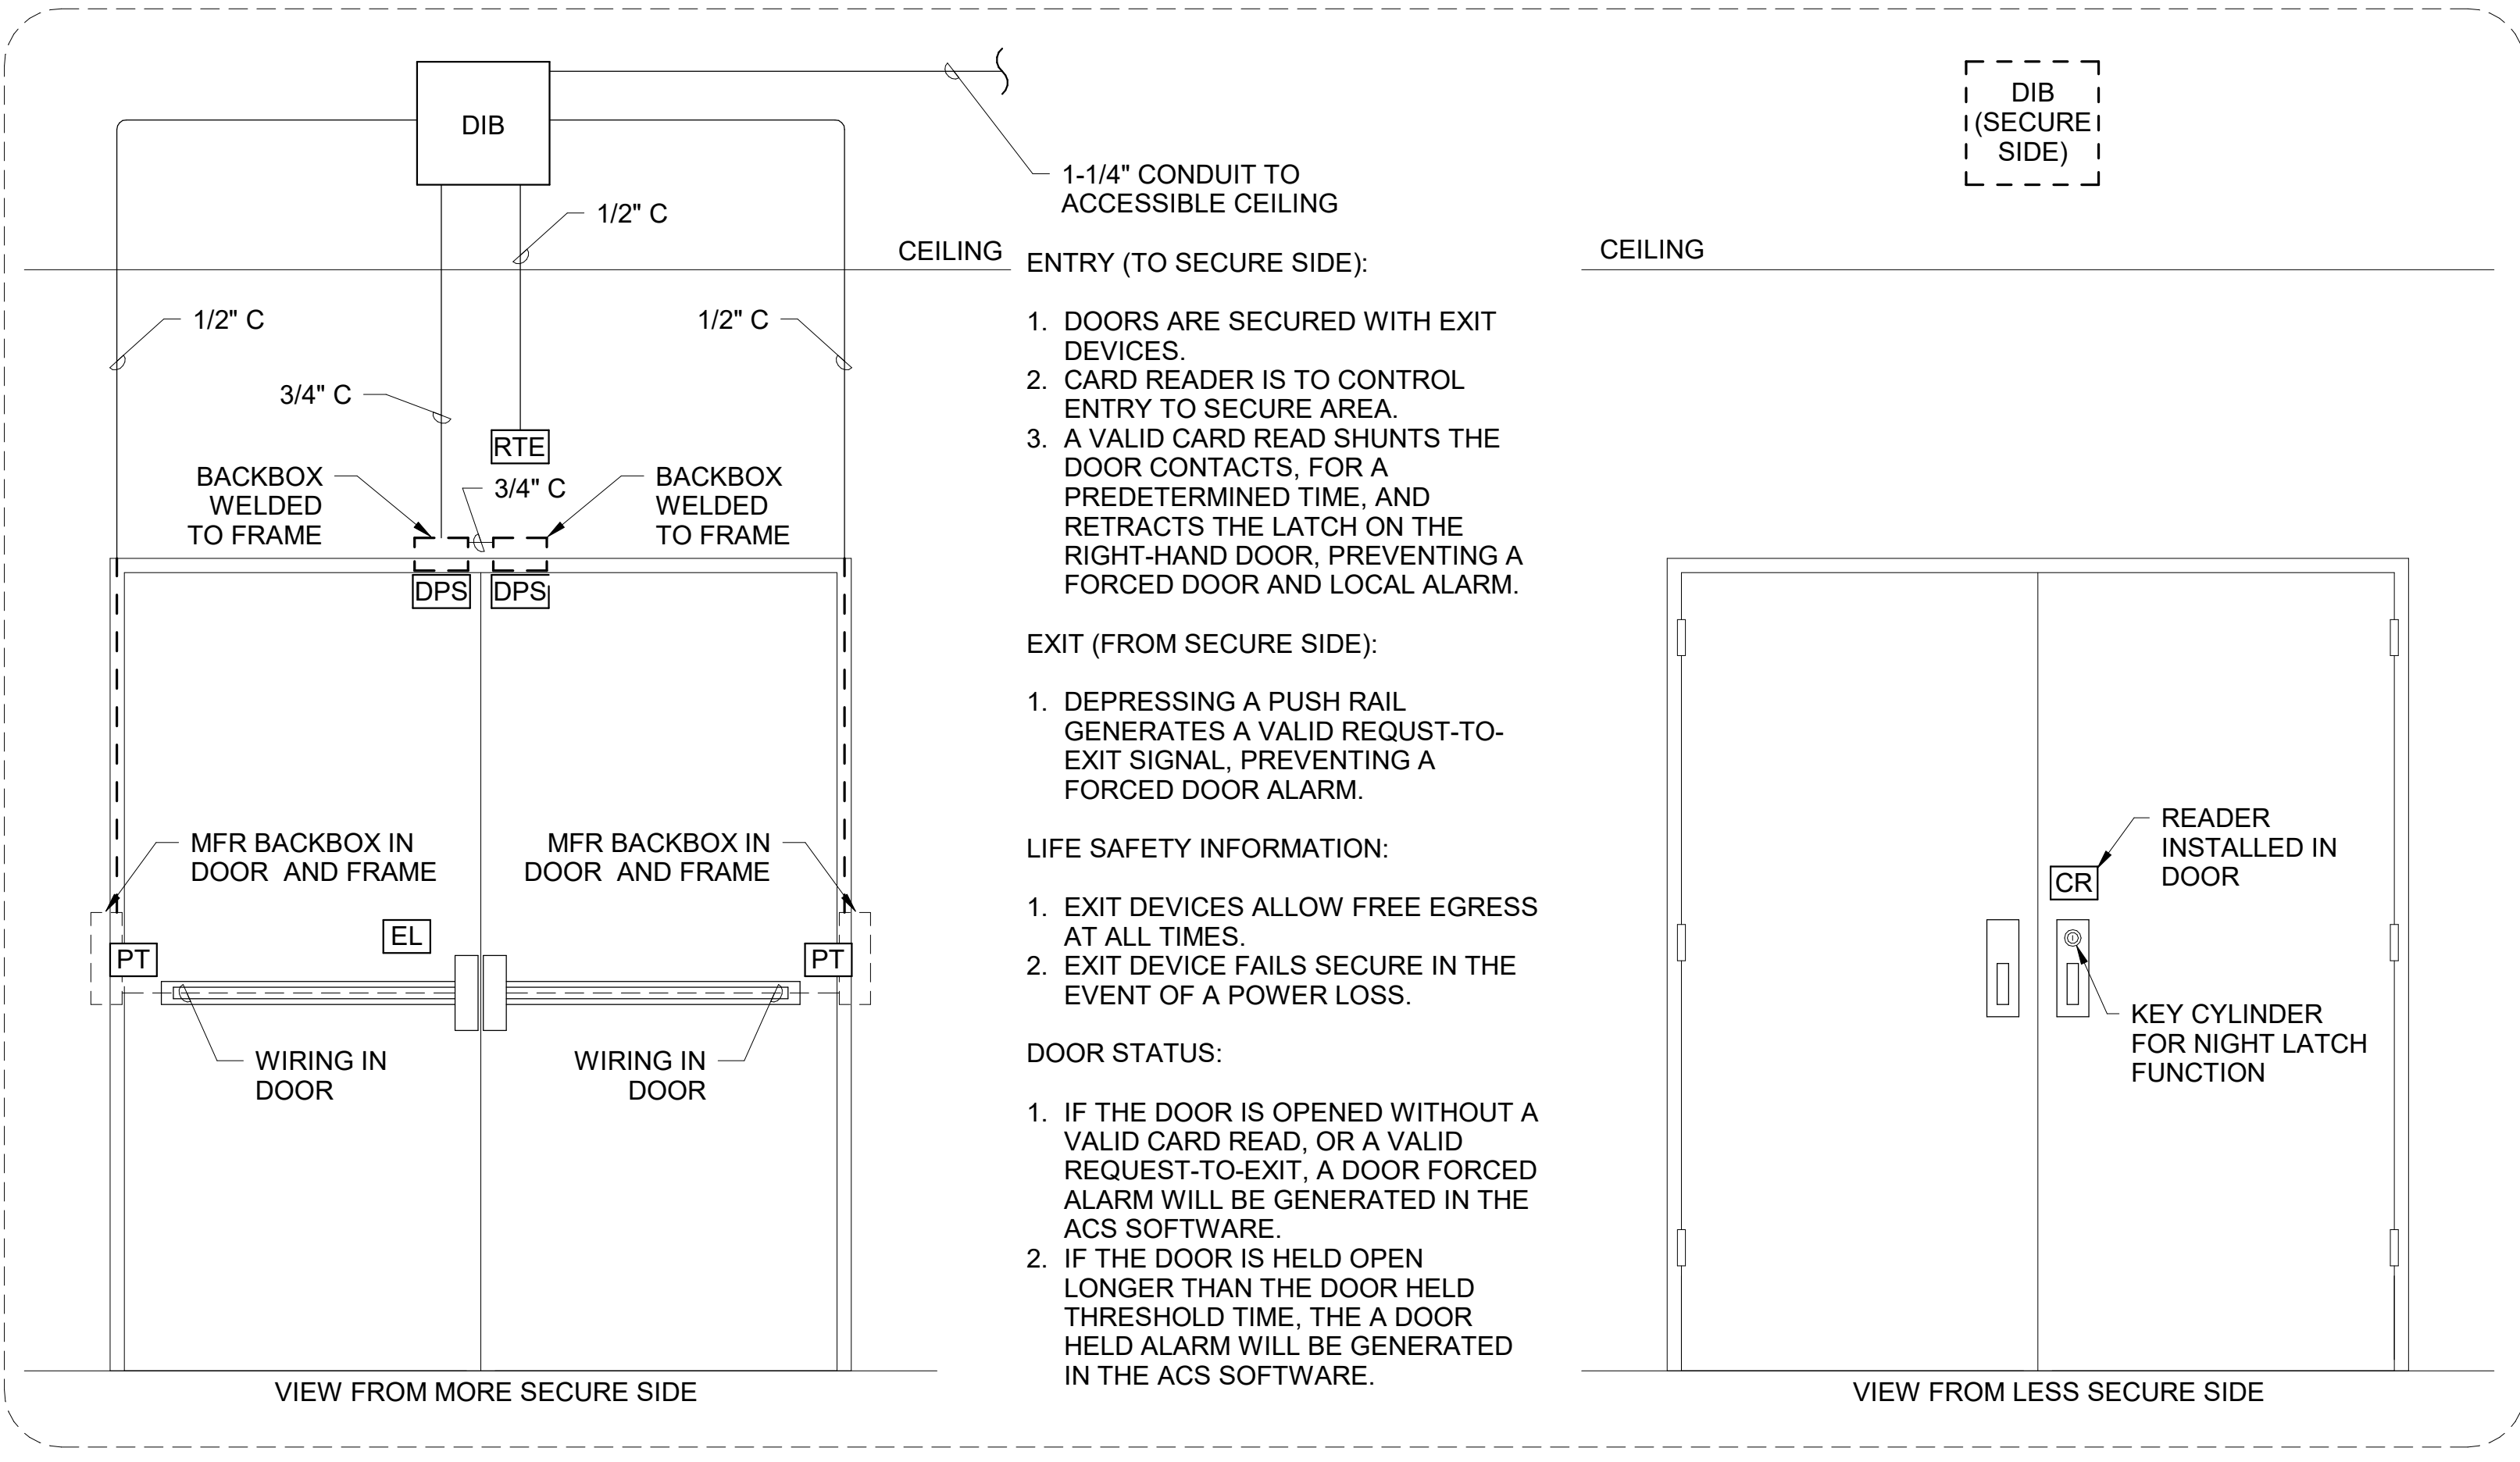 DIB
1/2" C
1-1/4" CONDUIT TO
ACCESSIBLE CEILING
CEILING
1/2" C
1/2" C
3/4" C
RTE
BACKBOX
WELDED
TO FRAME
3/4" C
BACKBOX
WELDED
TO FRAME
DPS
DPS
MFR BACKBOX IN
DOOR AND FRAME
MFR BACKBOX IN
DOOR AND FRAME
EL
PT
PT
WIRING IN
DOOR
WIRING IN
DOOR
VIEW FROM MORE SECURE SIDE
ENTRY (TO SECURE SIDE):
1. DOORS ARE SECURED WITH EXIT
DEVICES.
2. CARD READER IS TO CONTROL
ENTRY TO SECURE AREA.
3. A VALID CARD READ SHUNTS THE
DOOR CONTACTS, FOR A
PREDETERMINED TIME, AND
RETRACTS THE LATCH ON THE
RIGHT-HAND DOOR, PREVENTING A
FORCED DOOR AND LOCAL ALARM.
EXIT (FROM SECURE SIDE):
1. DEPRESSING A PUSH RAIL
GENERATES A VALID REQUST-TO-
EXIT SIGNAL, PREVENTING A
FORCED DOOR ALARM.
LIFE SAFETY INFORMATION:
1. EXIT DEVICES ALLOW FREE EGRESS
AT ALL TIMES.
2. EXIT DEVICE FAILS SECURE IN THE
EVENT OF A POWER LOSS.
DOOR STATUS:
1. IF THE DOOR IS OPENED WITHOUT A
VALID CARD READ, OR A VALID
REQUEST-TO-EXIT, A DOOR FORCED
ALARM WILL BE GENERATED IN THE
ACS SOFTWARE.
2. IF THE DOOR IS HELD OPEN
LONGER THAN THE DOOR HELD
THRESHOLD TIME, THE A DOOR
HELD ALARM WILL BE GENERATED
IN THE ACS SOFTWARE.
DIB
(SECURE
SIDE)
CEILING
READER
INSTALLED IN
DOOR
CR
KEY CYLINDER
FOR NIGHT LATCH
FUNCTION
VIEW FROM LESS SECURE SIDE